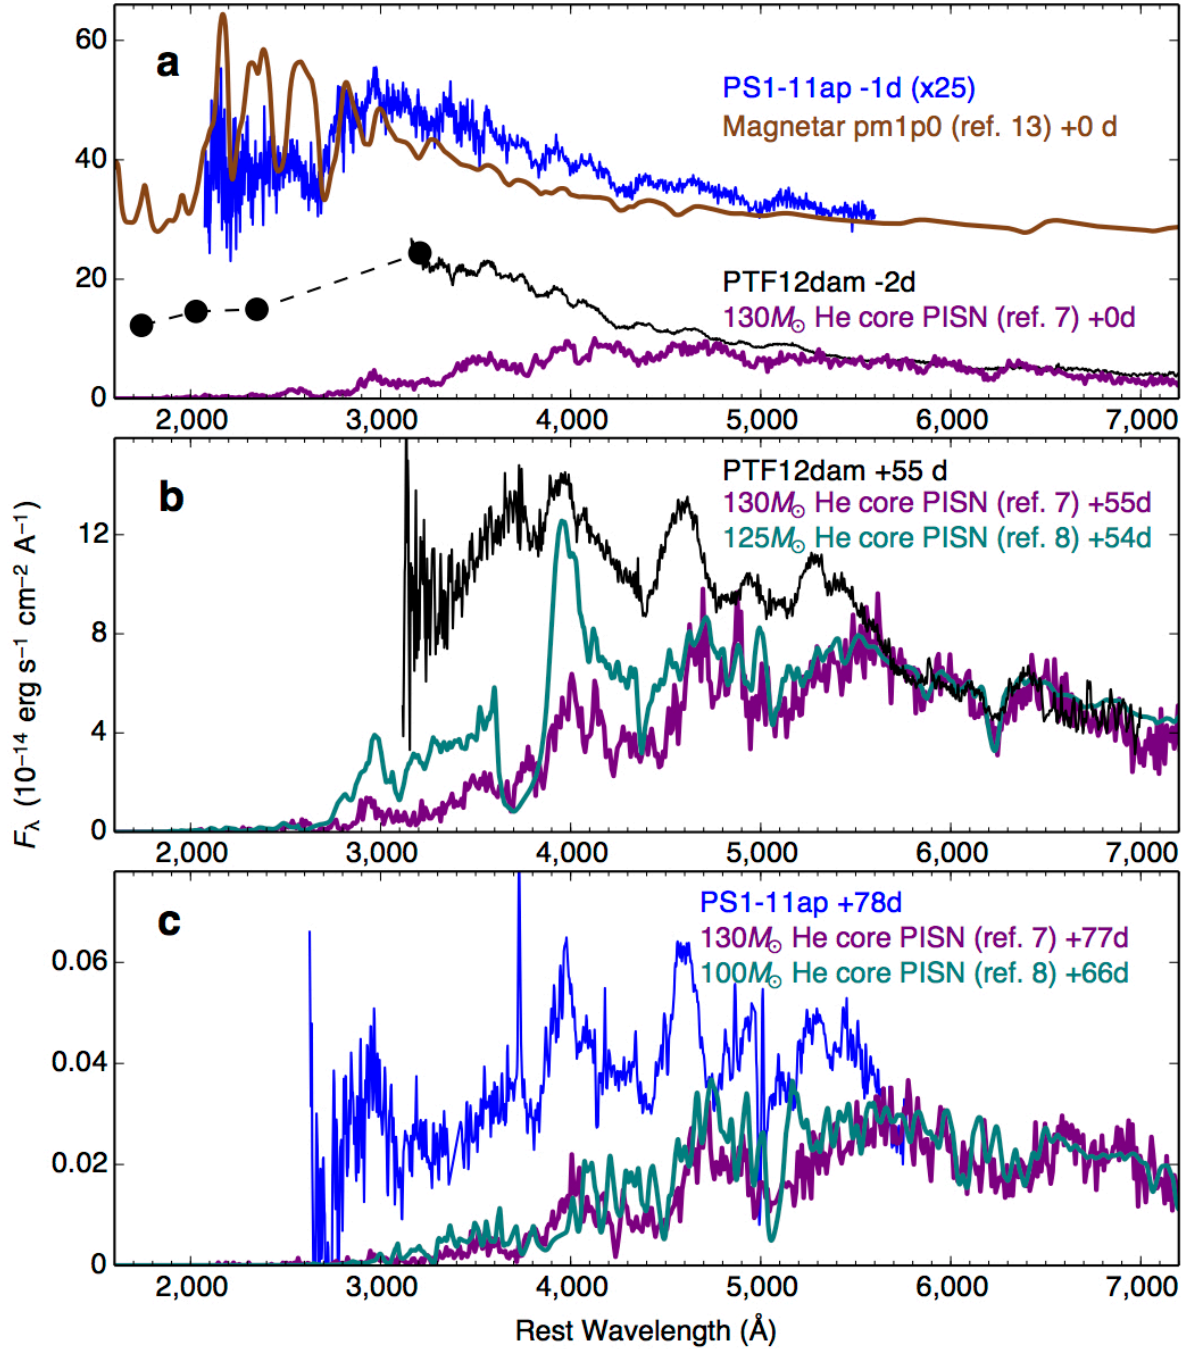 a
60
40
20
0
PS1-11ap -1d (x25)
Magnetar pm1p0 (ref. 13) +0 d
PTF12dam -2d
130M☉ He core PISN (ref. 7) +0d
2,000 3,000 4,000 5,000 6,000 7,000
b
12
8
4
0
PTF12dam +55 d
130M☉ He core PISN (ref. 7) +55d
125M☉ He core PISN (ref. 8) +54d
2,000 3,000 4,000 5,000 6,000 7,000
Fλ (10⁻¹⁴ erg s⁻¹ cm⁻² A⁻¹)
c
0.06
0.04
0.02
0
PS1-11ap +78d
130M☉ He core PISN (ref. 7) +77d
100M☉ He core PISN (ref. 8) +66d
2,000 3,000 4,000 5,000 6,000 7,000
Rest Wavelength (Å)